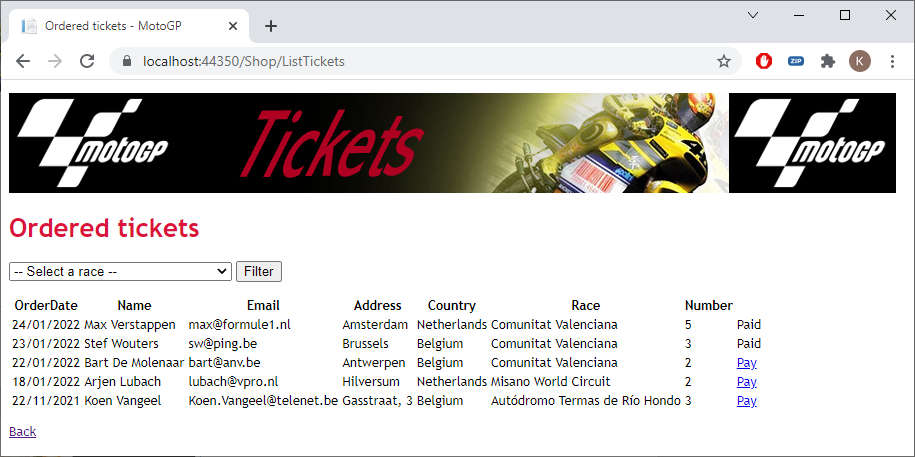 Ordered tickets - MotoGP
localhost:44350/Shop/ListTickets
ZIP
K
MotoGP Tickets MotoGP
Ordered tickets
-- Select a race -- Filter
OrderDate Name Email Address Country Race Number
24/01/2022 Max Verstappen max@formule1.nl Amsterdam Netherlands Comunitat Valenciana 5 Paid
23/01/2022 Stef Wouters sw@ping.be Brussels Belgium Comunitat Valenciana 3 Paid
22/01/2022 Bart De Molenaar bart@anv.be Antwerpen Belgium Comunitat Valenciana 2 Pay
18/01/2022 Arjen Lubach lubach@vpro.nl Hilversum Netherlands Misano World Circuit 2 Pay
22/11/2021 Koen Vangeel Koen.Vangeel@telenet.be Gasstraat, 3 Belgium Autódromo Termas de Río Hondo 3 Pay
Back